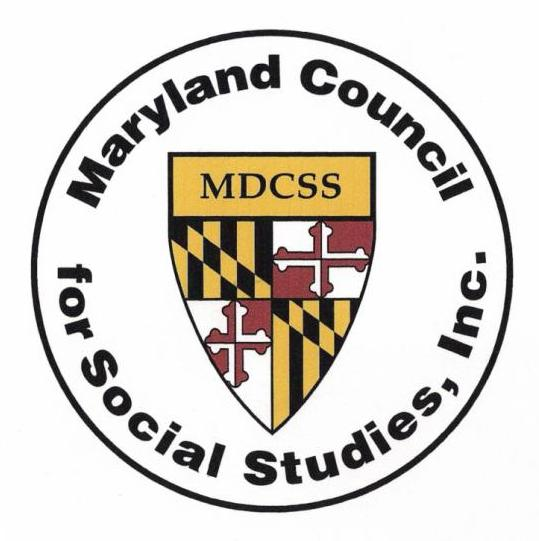 Maryland Council
for Social Studies, Inc.
MDCSS